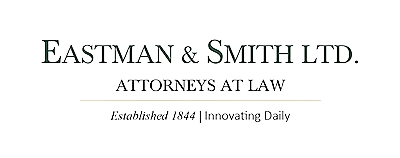 EASTMAN & SMITH LTD.
ATTORNEYS AT LAW
Established 1844 | Innovating Daily